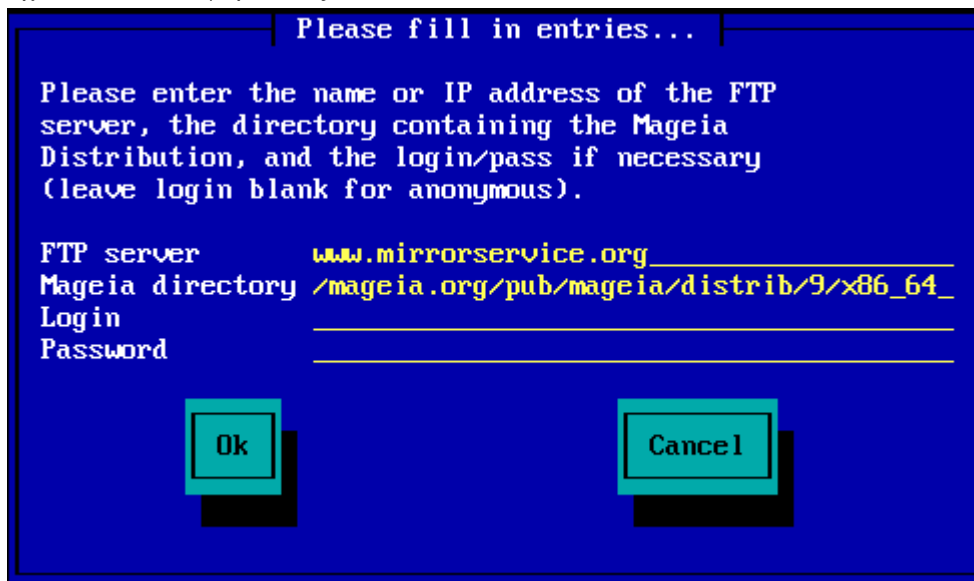 Please fill in entries...
Please enter the name or IP address of the FTP
server, the directory containing the Mageia
Distribution, and the login/pass if necessary
(leave login blank for anonymous).
FTP server www.mirrorservice.org
Mageia directory /mageia.org/pub/mageia/distrib/9/x86_64_
Login
Password
Ok Cancel